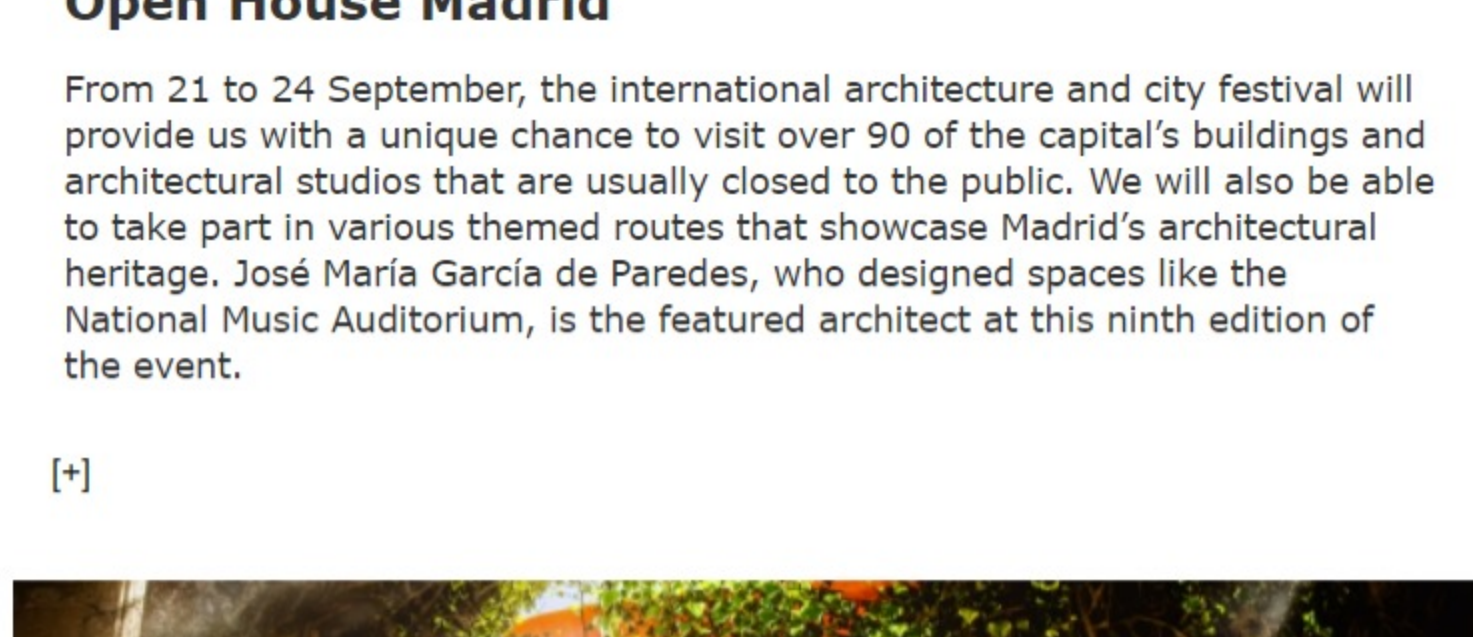 Open House Madrid
From 21 to 24 September, the international architecture and city festival will
provide us with a unique chance to visit over 90 of the capital’s buildings and
architectural studios that are usually closed to the public. We will also be able
to take part in various themed routes that showcase Madrid’s architectural
heritage. José María García de Paredes, who designed spaces like the
National Music Auditorium, is the featured architect at this ninth edition of
the event.
[+]